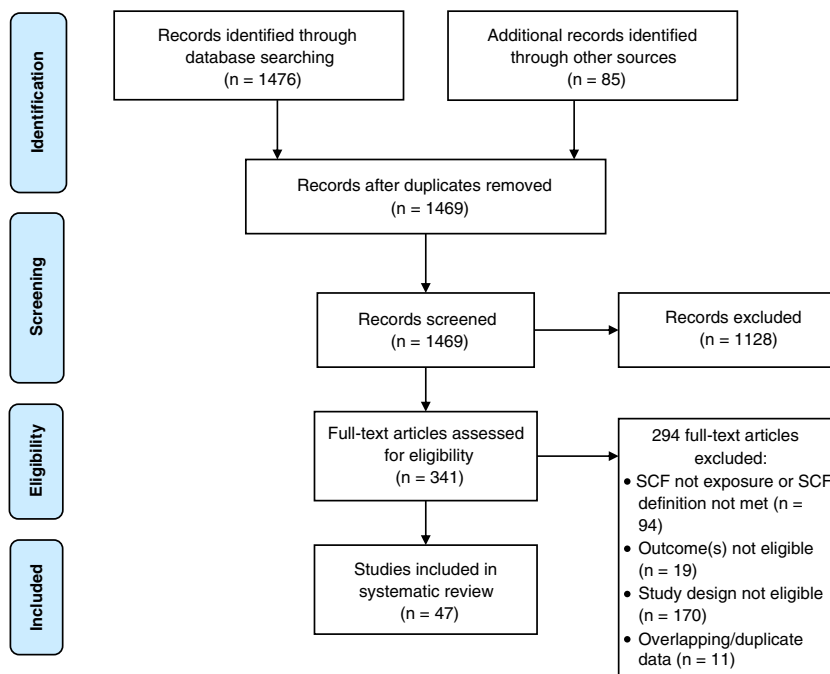 Identification
Records identified through
database searching
(n = 1476)
Additional records identified
through other sources
(n = 85)
Records after duplicates removed
(n = 1469)
Screening
Records screened
(n = 1469)
Records excluded
(n = 1128)
Eligibility
Full-text articles assessed
for eligibility
(n = 341)
294 full-text articles
excluded:
• SCF not exposure or SCF
definition not met (n =
94)
• Outcome(s) not eligible
(n = 19)
• Study design not eligible
(n = 170)
• Overlapping/duplicate
data (n = 11)
Included
Studies included in
systematic review
(n = 47)